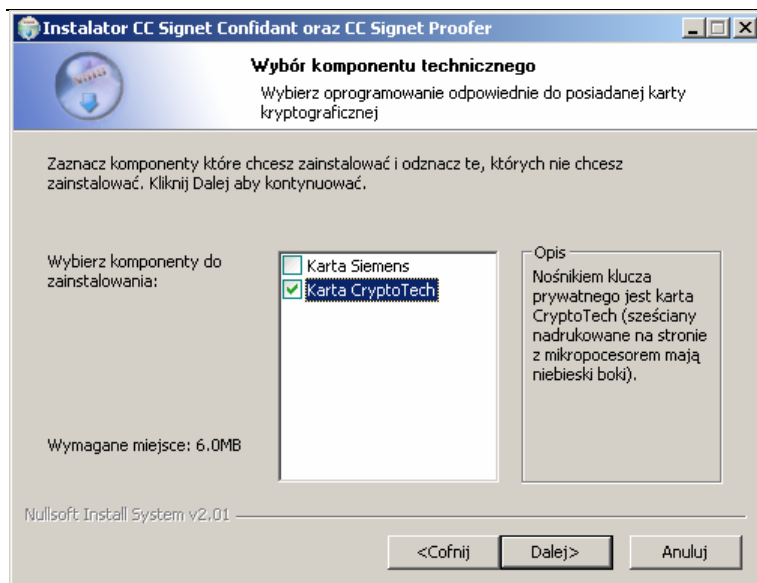 Instalator CC Signet Confidant oraz CC Signet Proofer
Wybór komponentu technicznego
Wybierz oprogramowanie odpowiednie do posiadanej karty
kryptograficznej
Zaznacz komponenty które chcesz zainstalować i odznacz te, których nie chcesz
zainstalować. Kliknij Dalej aby kontynuować.
Wybierz komponenty do
zainstalowania:
Karta Siemens
Karta CryptoTech
Opis
Nośnikiem klucza
prywatnego jest karta
CryptoTech (sześciany
nadrukowane na stronie
z mikropocesorem mają
niebieski boki).
Wymagane miejsce: 6.0MB
Nullsoft Install System v2.01
<Cofnij
Dalej>
Anuluj